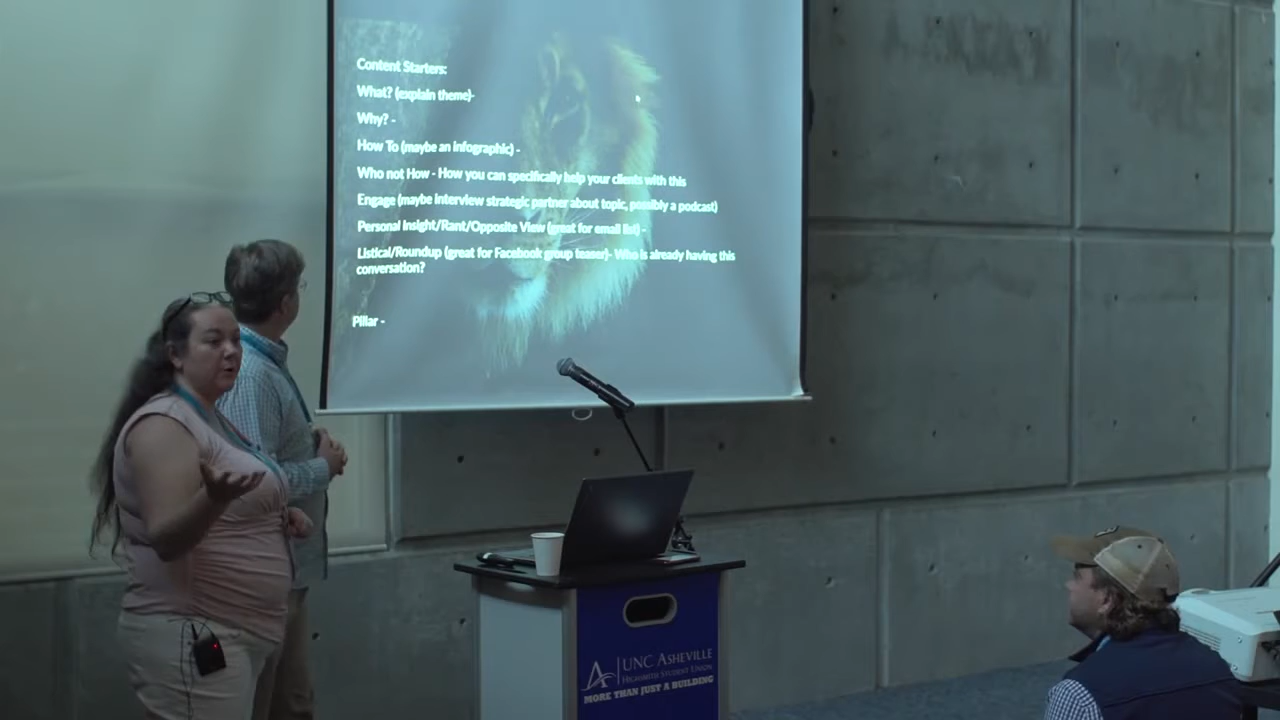 Content Starters:
What? (explain theme)-
Why? -
How To (maybe an infographic) -
Who not How - How you can specifically help your clients with this
Engage (maybe interview strategic partner about topic, possibly a podcast)
Personal Insight/Rant/Opposite View (great for email list) -
Listical/Roundup (great for Facebook group teaser)- Who is already having this
conversation?
Pillar -
UNC Asheville
Highsmith Student Union
MORE THAN JUST A BUILDING